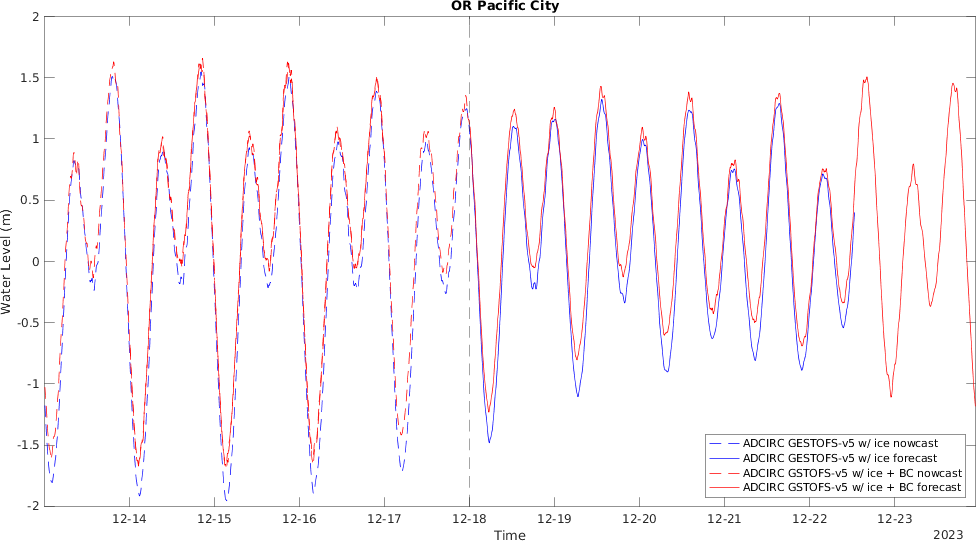 OR Pacific City
2
1.5
1
0.5
0
-0.5
-1
-1.5
-2
Water Level (m)
12-14 12-15 12-16 12-17 12-18 12-19 12-20 12-21 12-22 12-23
Time
2023
ADCIRC GESTOFS-v5 w/ ice nowcast
ADCIRC GESTOFS-v5 w/ ice forecast
ADCIRC GSTOFS-v5 w/ ice + BC nowcast
ADCIRC GSTOFS-v5 w/ ice + BC forecast